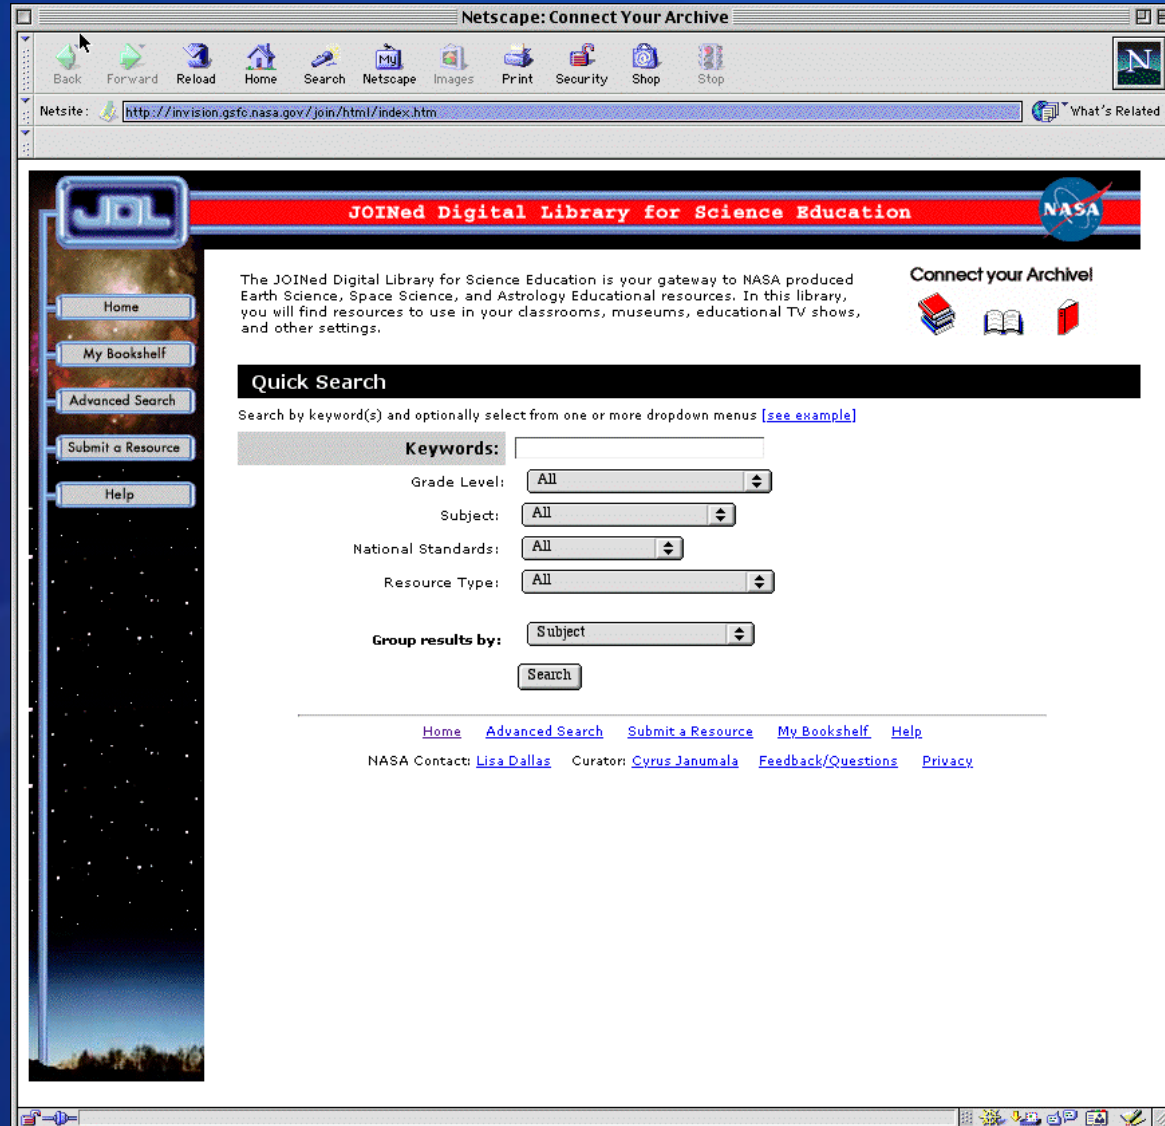 Netscape: Connect Your Archive
Back Forward Reload Home Search Netscape Images Print Security Shop Stop
My
N
Netsite: http://invision.gsfc.nasa.gov/join/html/index.htm What's Related
JDL
JOINed Digital Library for Science Education
NASA
Home
My Bookshelf
Advanced Search
Submit a Resource
Help
The JOINed Digital Library for Science Education is your gateway to NASA produced
Earth Science, Space Science, and Astrology Educational resources. In this library,
you will find resources to use in your classrooms, museums, educational TV shows,
and other settings.
Connect your Archive!
Quick Search
Search by keyword(s) and optionally select from one or more dropdown menus [see example]
Keywords:
Grade Level: All
Subject: All
National Standards: All
Resource Type: All
Group results by: Subject
Search
Home Advanced Search Submit a Resource My Bookshelf Help
NASA Contact: Lisa Dallas Curator: Cyrus Janumala Feedback/Questions Privacy